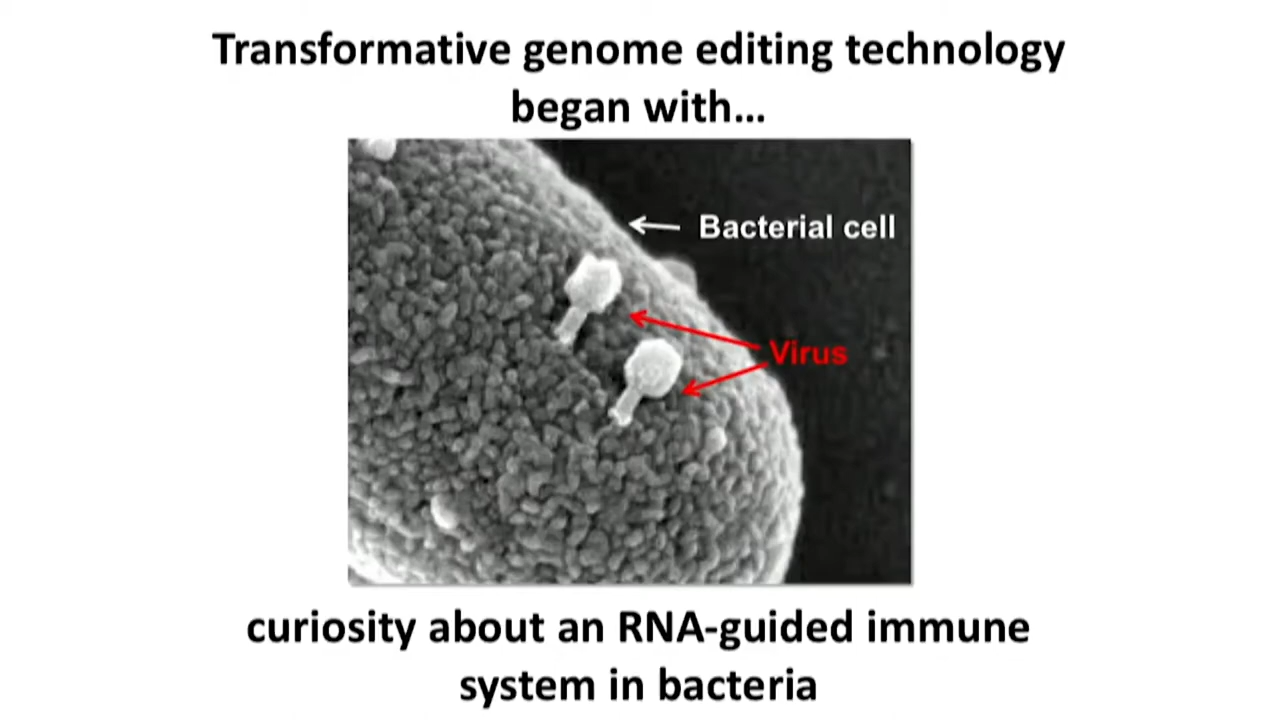 Transformative genome editing technology
began with...
Bacterial cell
Virus
curiosity about an RNA-guided immune
system in bacteria